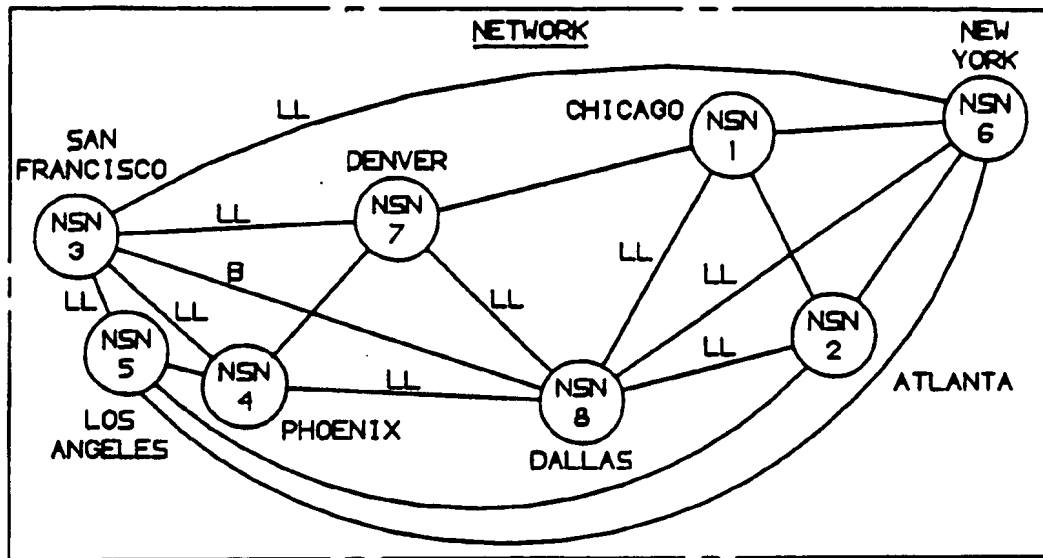 NETWORK
NEW
YORK
NSN
6
CHICAGO
NSN
1
LL
SAN
FRANCISCO
DENVER
NSN
7
LL
NSN
3
B
LL
LL
LL
LL
LL
NSN
5
NSN
4
LL
NSN
8
LL
NSN
2
LOS
ANGELES
PHOENIX
DALLAS
ATLANTA